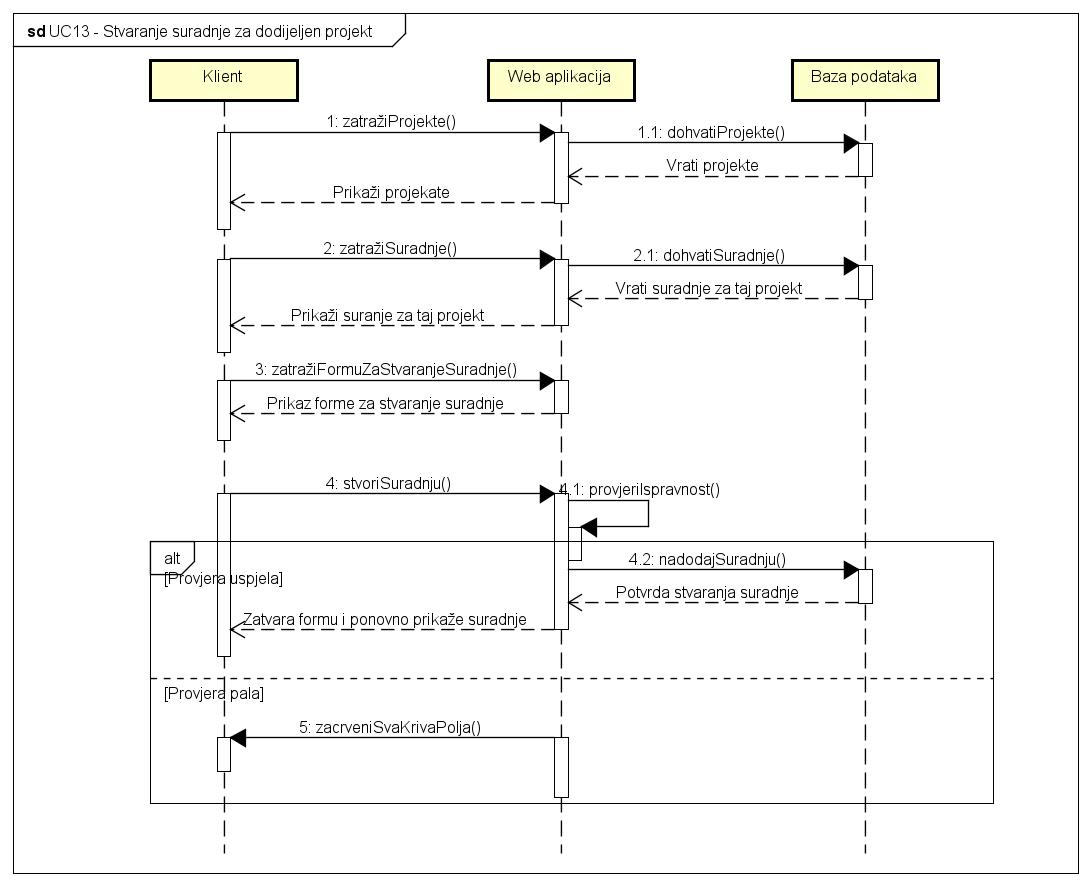 sd UC13 - Stvaranje suradnje za dodijeljen projekt
Klient
Web aplikacija
Baza podataka
1: zatražiProjekte()
1.1: dohvatiProjekte()
Vrati projekte
Prikaži projekate
2: zatražiSuradnje()
2.1: dohvatiSuradnje()
Vrati suradnje za taj projekt
Prikaži suranje za taj projekt
3: zatražiFormuZaStvaranjeSuradnje()
Prikaz forme za stvaranje suradnje
4: stvoriSuradnju()
4.1: provjeriIspravnost()
alt
4.2: nadodajSuradnju()
[Provjera uspjela]
Potvrda stvaranja suradnje
Zatvara formu i ponovno prikaže suradnje
[Provjera pala]
5: zacrveniSvaKrivaPolja()